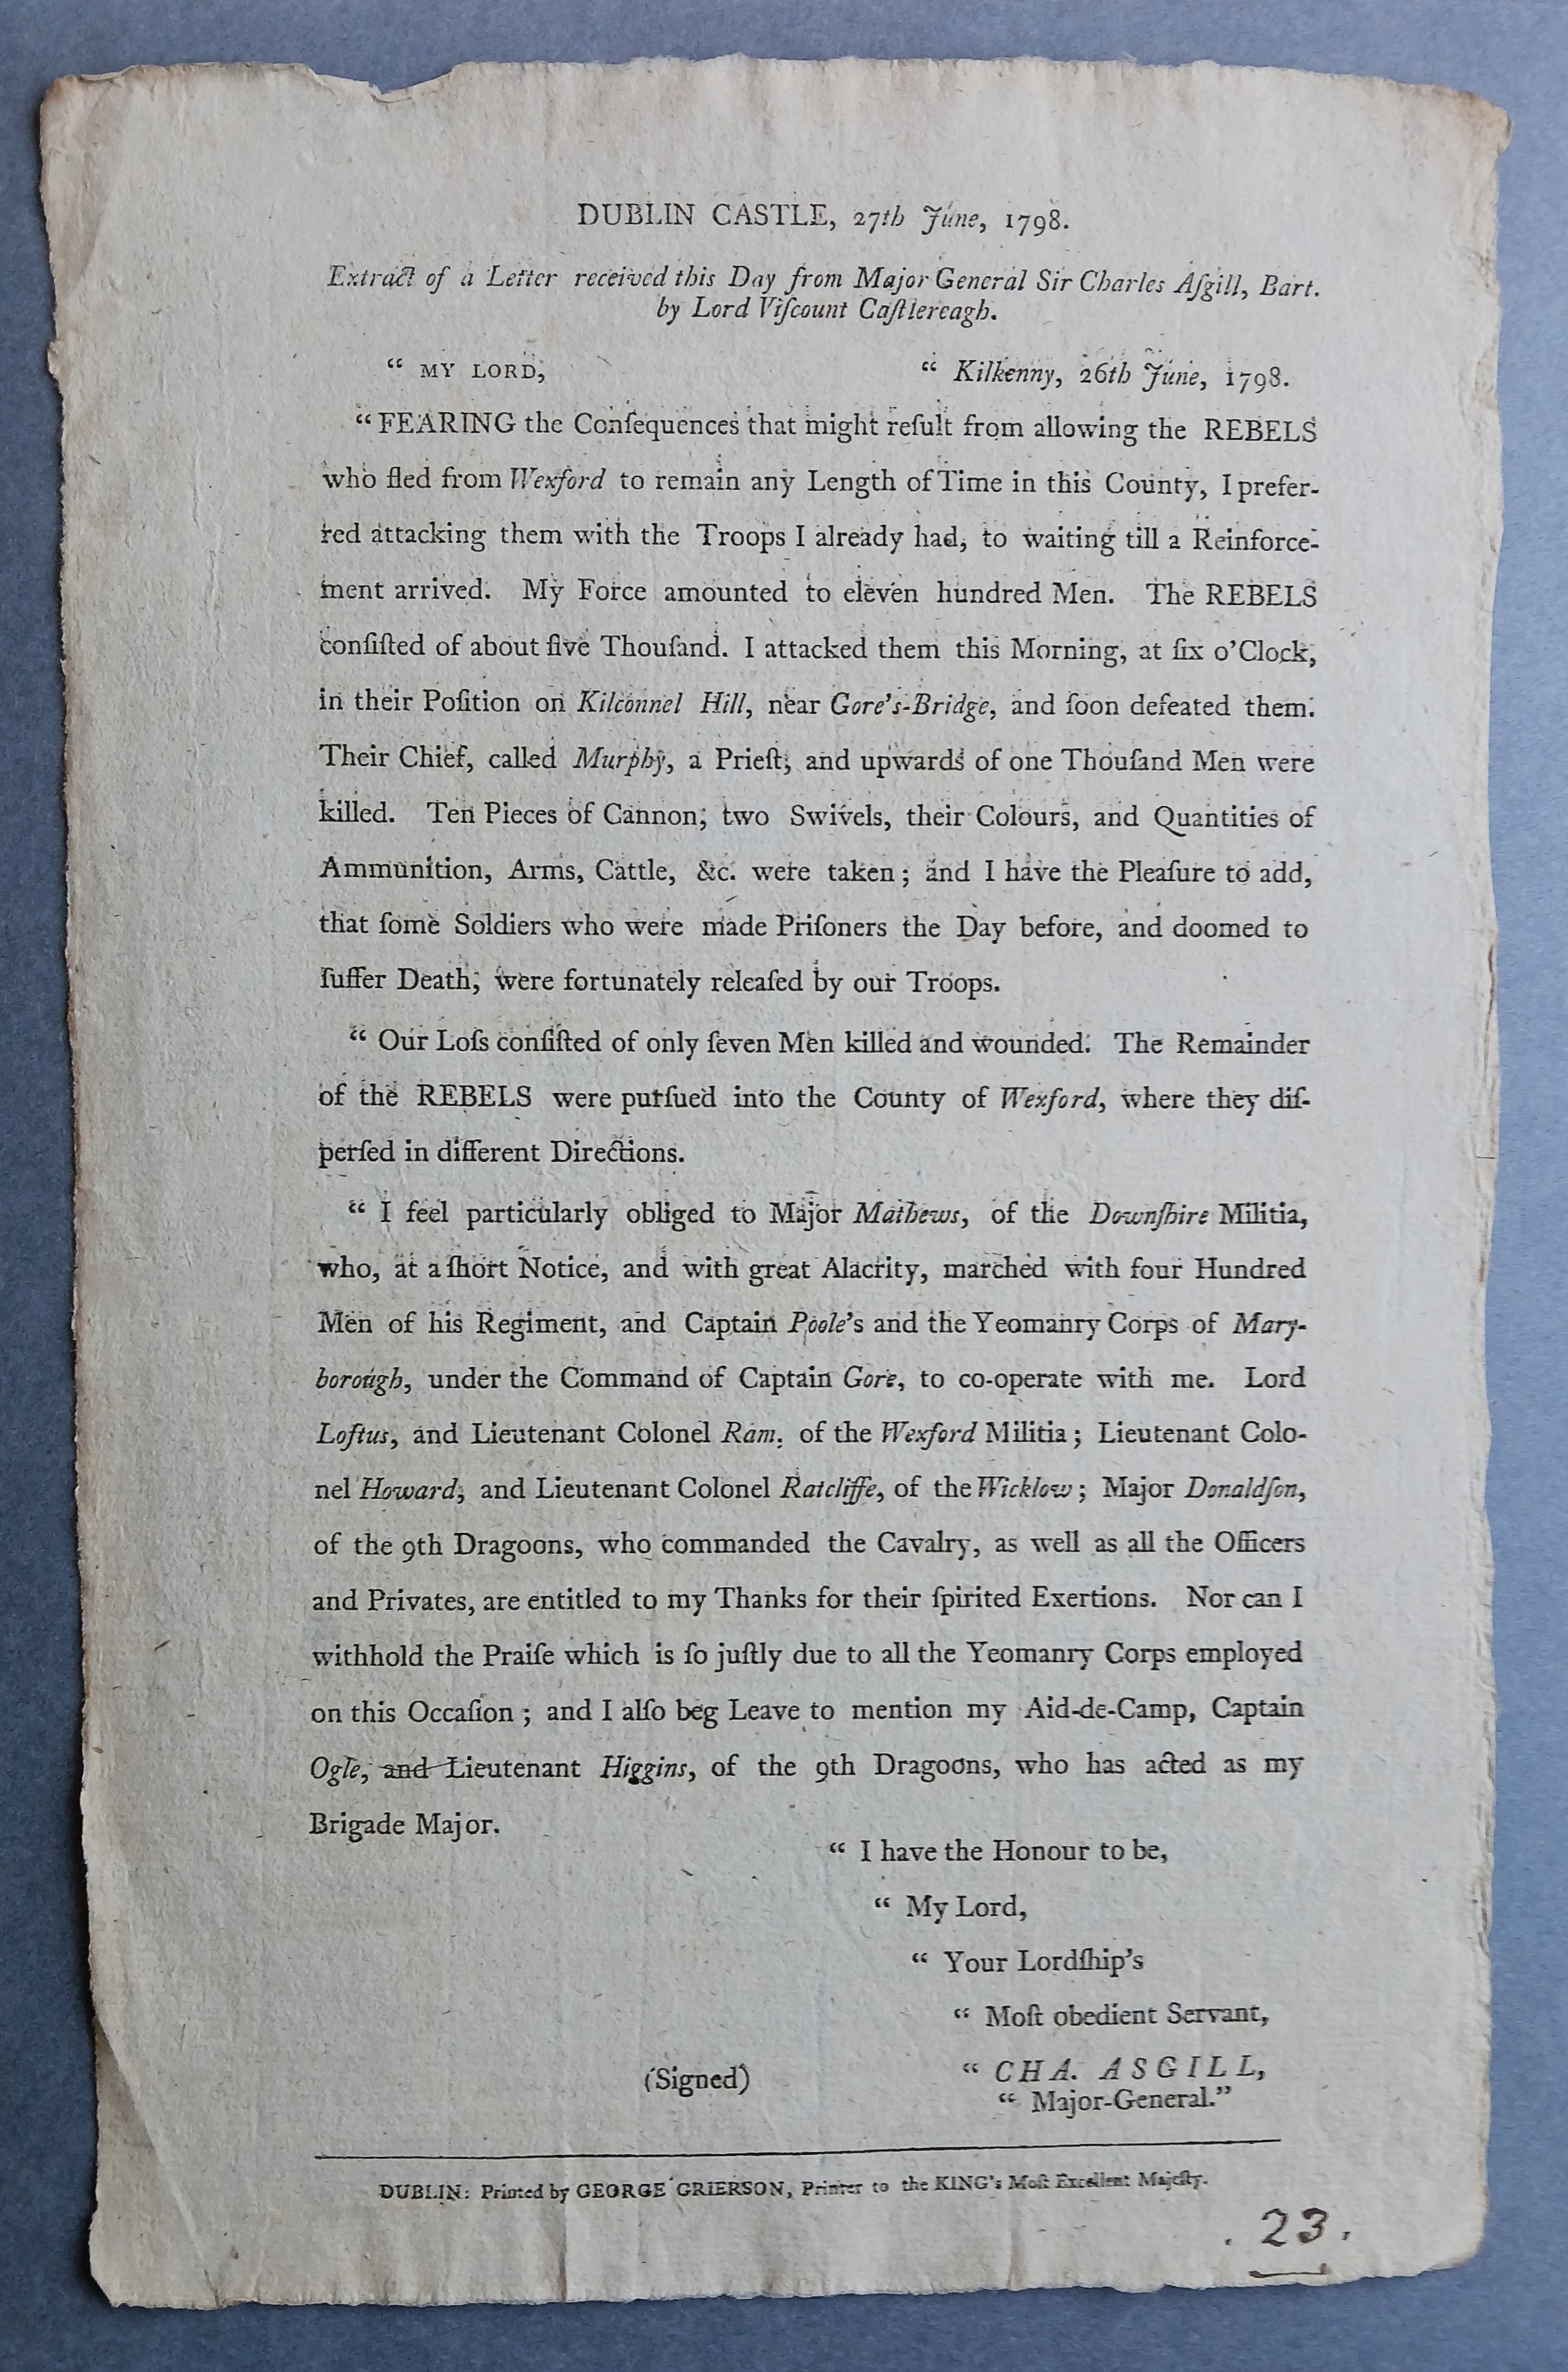 DUBLIN CASTLE, 27th June, 1798.
Extract of a Letter received this Day from Major General Sir Charles Aſgill, Bart.
by Lord Viſcount Caſtlereagh.
“ MY LORD, “ Kilkenny, 26th June, 1798.
“ FEARING the Conſequences that might reſult from allowing the REBELS
who fled from Wexford to remain any Length of Time in this County, I prefer-
red attacking them with the Troops I already had, to waiting till a Reinforce-
ment arrived. My Force amounted to eleven hundred Men. The REBELS
conſiſted of about five Thouſand. I attacked them this Morning, at ſix o’Clock,
in their Poſition on Kilconnel Hill, near Gore’s-Bridge, and ſoon defeated them.
Their Chief, called Murphy, a Prieſt, and upwards of one Thouſand Men were
killed. Ten Pieces of Cannon, two Swivels, their Colours, and Quantities of
Ammunition, Arms, Cattle, &c. were taken; and I have the Pleaſure to add,
that ſome Soldiers who were made Priſoners the Day before, and doomed to
ſuffer Death, were fortunately releaſed by our Troops.
“ Our Loſs conſiſted of only ſeven Men killed and wounded. The Remainder
of the REBELS were purſued into the County of Wexford, where they diſ-
perſed in different Directions.
“ I feel particularly obliged to Major Mathews, of the Downſhire Militia,
who, at a ſhort Notice, and with great Alacrity, marched with four Hundred
Men of his Regiment, and Captain Poole’s and the Yeomanry Corps of Mary-
borough, under the Command of Captain Gore, to co-operate with me. Lord
Loftus, and Lieutenant Colonel Ram, of the Wexford Militia; Lieutenant Colo-
nel Howard, and Lieutenant Colonel Ratcliffe, of the Wicklow; Major Donaldſon,
of the 9th Dragoons, who commanded the Cavalry, as well as all the Officers
and Privates, are entitled to my Thanks for their ſpirited Exertions. Nor can I
withhold the Praiſe which is ſo juſtly due to all the Yeomanry Corps employed
on this Occaſion; and I alſo beg Leave to mention my Aid-de-Camp, Captain
Ogle, and Lieutenant Higgins, of the 9th Dragoons, who has acted as my
Brigade Major.
“ I have the Honour to be,
“ My Lord,
“ Your Lordſhip’s
“ Moſt obedient Servant,
(Signed) “ CHA. ASGILL,
“ Major-General.”
DUBLIN: Printed by GEORGE GRIERSON, Printer to the KING’s Moſt Excellent Majeſty.
23.